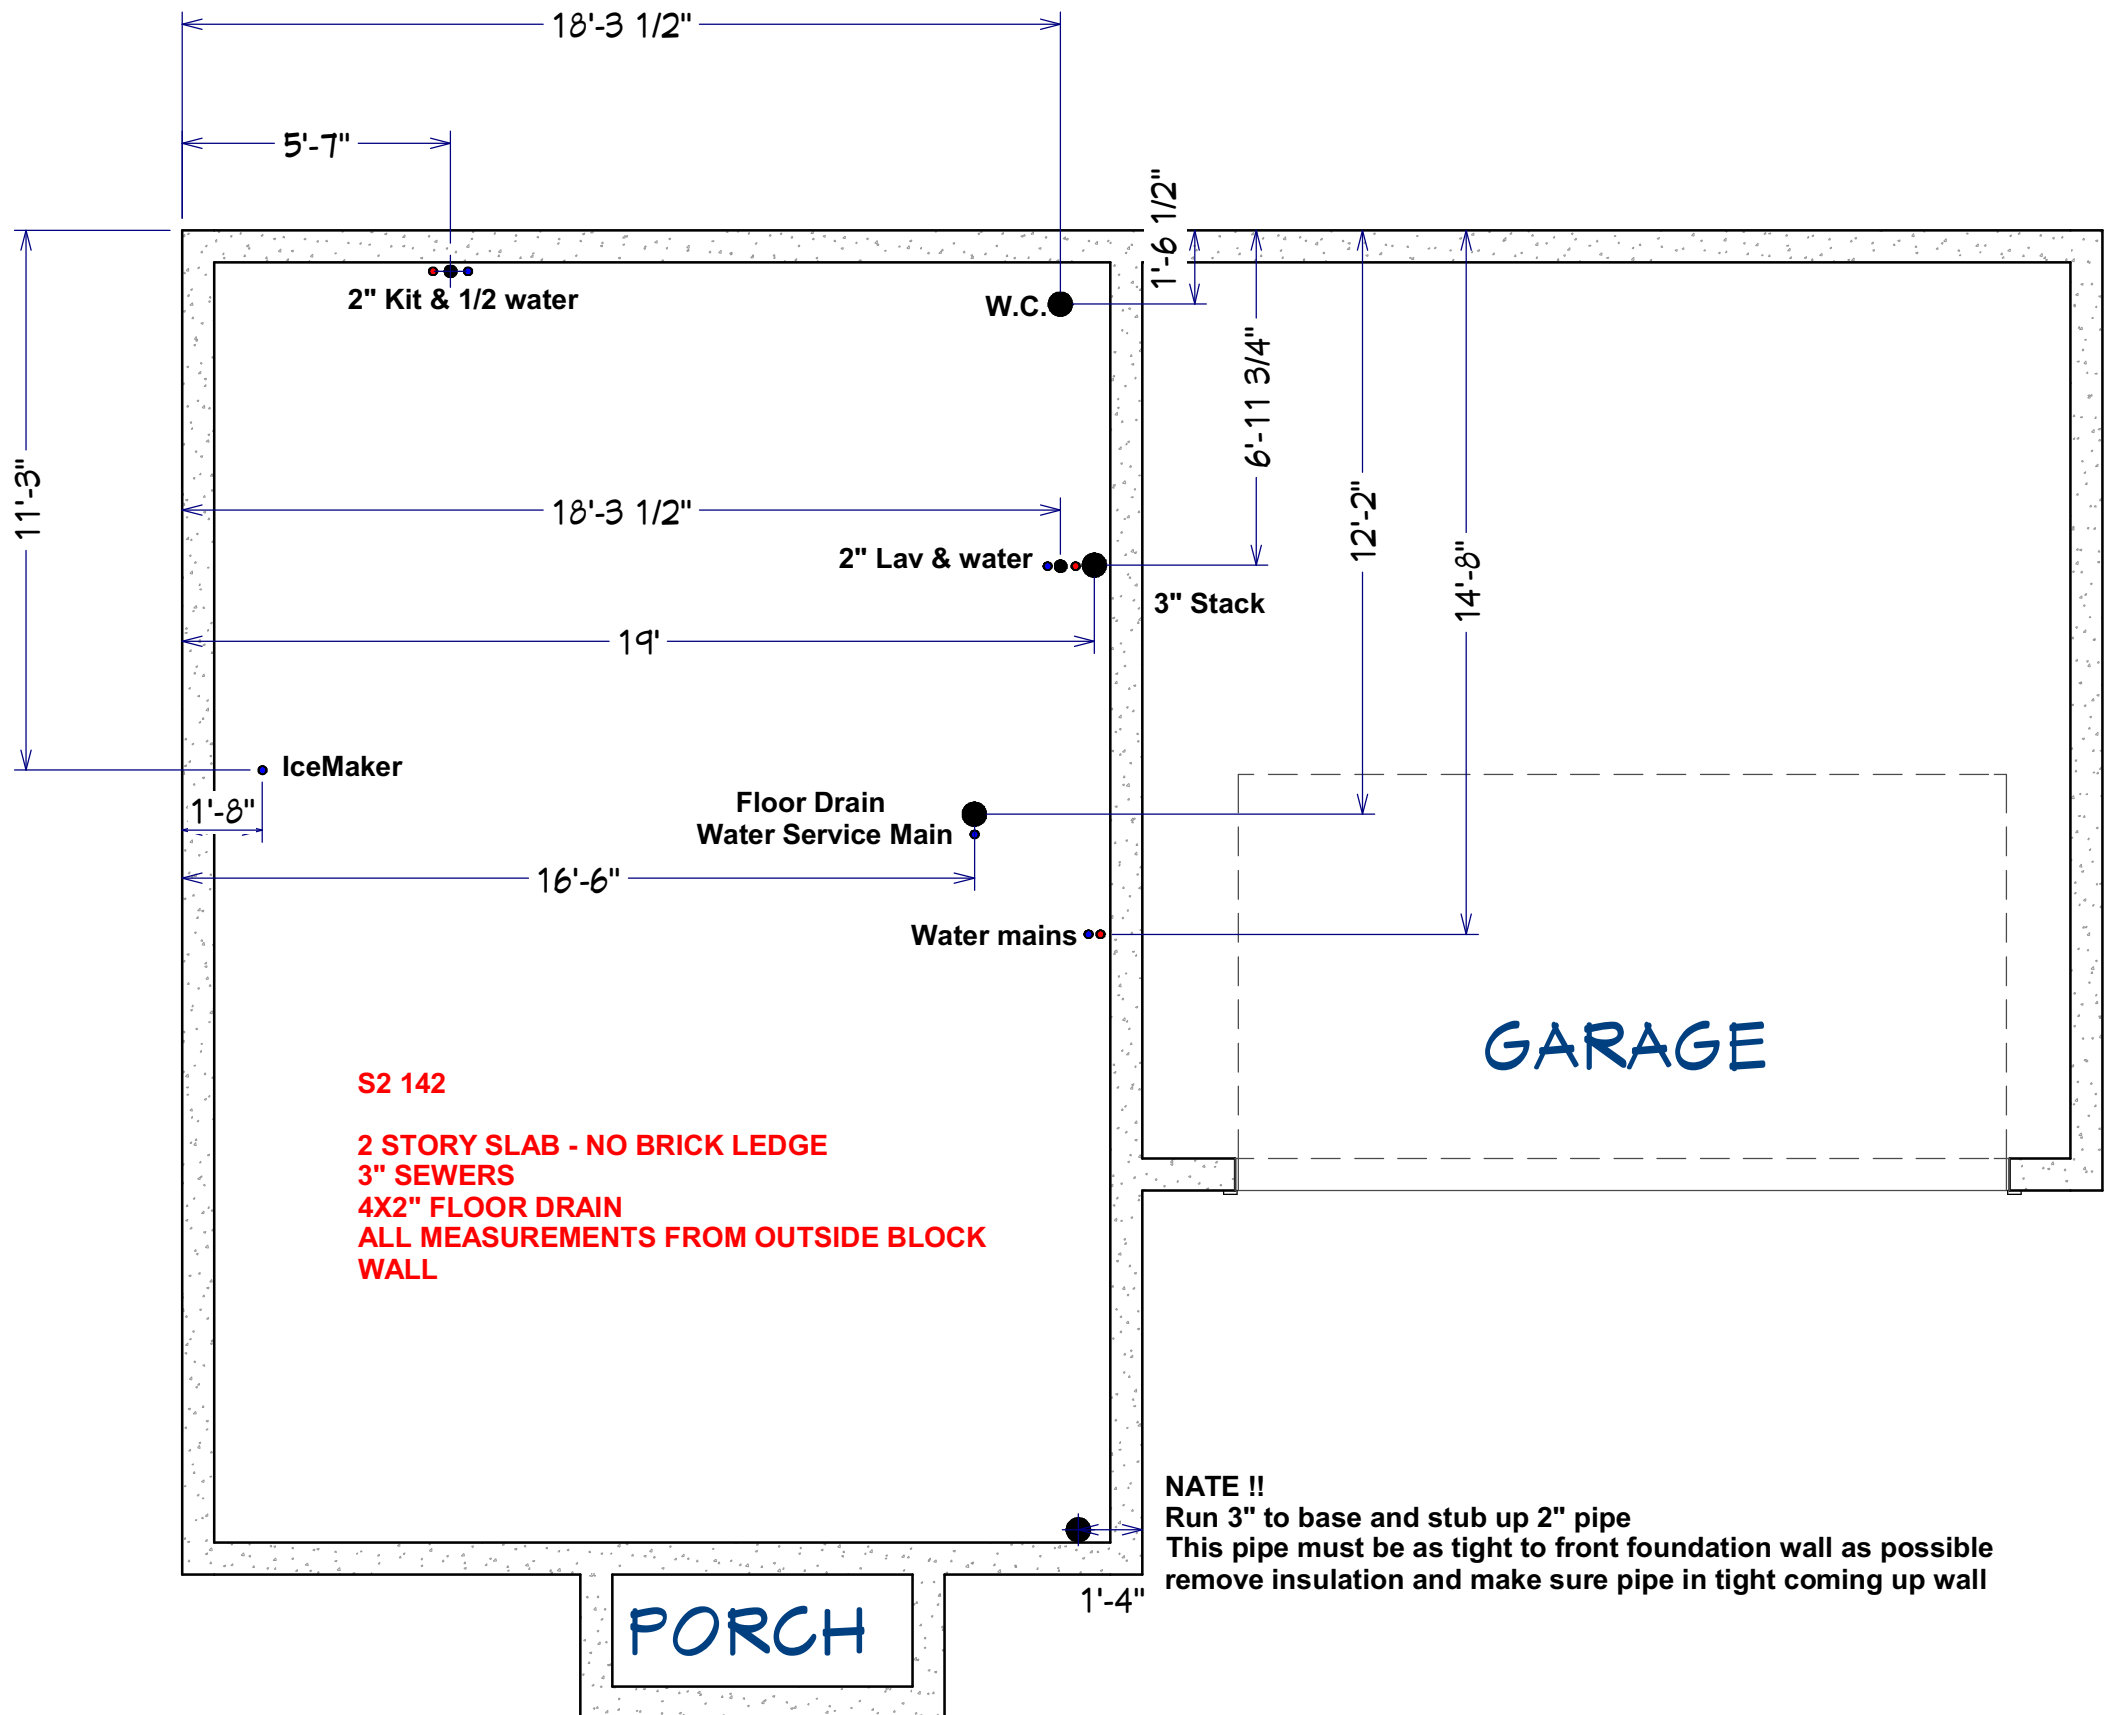 18'-3 1/2"
5'-7"
1'-6 1/2"
2" Kit & 1/2 water
W.C.
6'-11 3/4"
11'-3"
18'-3 1/2"
12'-2"
14'-8"
2" Lav & water
3" Stack
19'
IceMaker
1'-8"
Floor Drain
Water Service Main
16'-6"
Water mains
GARAGE
S2 142
2 STORY SLAB - NO BRICK LEDGE
3" SEWERS
4X2" FLOOR DRAIN
ALL MEASUREMENTS FROM OUTSIDE BLOCK
WALL
NATE !!
Run 3" to base and stub up 2" pipe
This pipe must be as tight to front foundation wall as possible
remove insulation and make sure pipe in tight coming up wall
1'-4"
PORCH